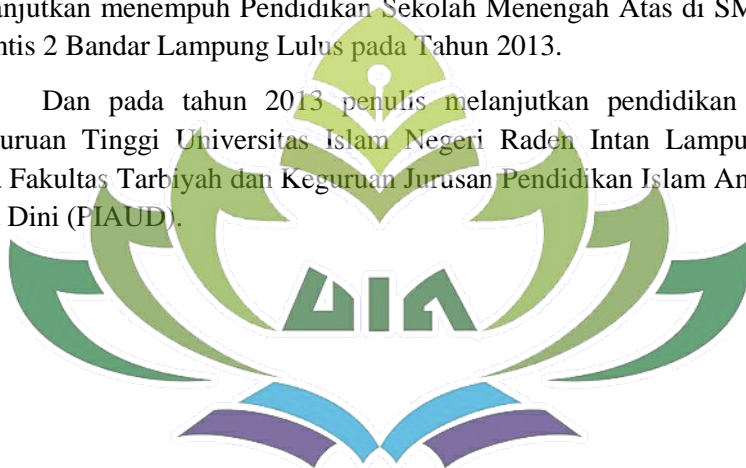 anjutkan menempuh Pendidikan Sekolah Menengah Atas di SM
ntis 2 Bandar Lampung Lulus pada Tahun 2013.
Dan pada tahun 2013 penulis melanjutkan pendidikan
uruan Tinggi Universitas Islam Negeri Raden Intan Lampu
Fakultas Tarbiyah dan Keguruan Jurusan Pendidikan Islam An
Dini (PIAUD).
UIN